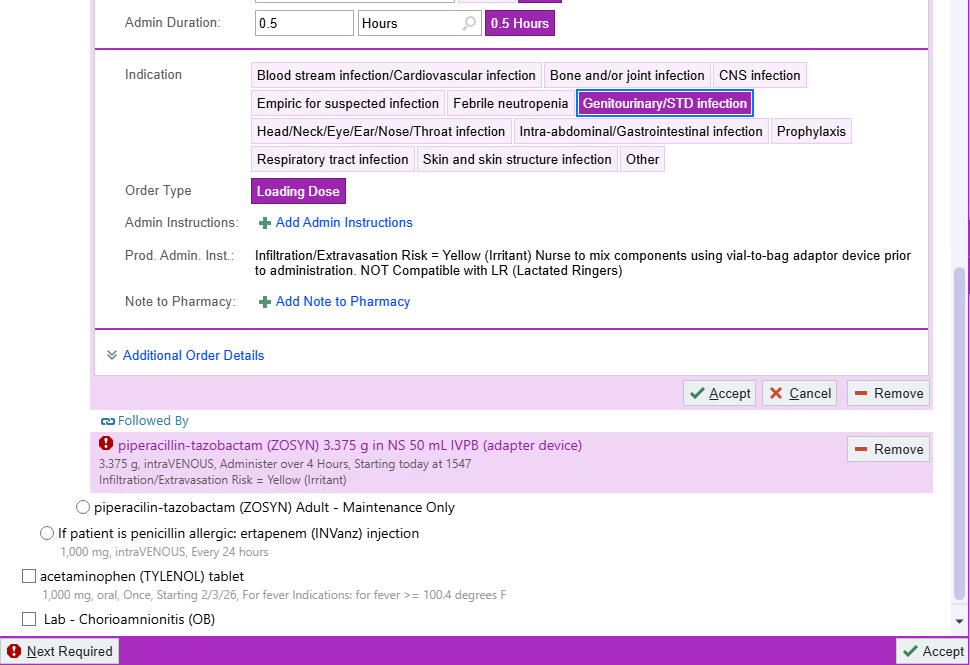 Admin Duration: 0.5 Hours 0.5 Hours
Indication Blood stream infection/Cardiovascular infection Bone and/or joint infection CNS infection
Empiric for suspected infection Febrile neutropenia Genitourinary/STD infection
Head/Neck/Eye/Ear/Nose/Throat infection Intra-abdominal/Gastrointestinal infection Prophylaxis
Respiratory tract infection Skin and skin structure infection Other
Order Type Loading Dose
Admin Instructions: Add Admin Instructions
Prod. Admin. Inst.: Infiltration/Extravasation Risk = Yellow (Irritant) Nurse to mix components using vial-to-bag adaptor device prior
to administration. NOT Compatible with LR (Lactated Ringers)
Note to Pharmacy: Add Note to Pharmacy
Additional Order Details
Accept Cancel Remove
Followed By
piperacillin-tazobactam (ZOSYN) 3.375 g in NS 50 mL IVPB (adapter device) Remove
3.375 g, intraVENOUS, Administer over 4 Hours, Starting today at 1547
Infiltration/Extravasation Risk = Yellow (Irritant)
piperacilin-tazobactam (ZOSYN) Adult - Maintenance Only
If patient is penicillin allergic: ertapenem (INVanz) injection
1,000 mg, intraVENOUS, Every 24 hours
acetaminophen (TYLENOL) tablet
1,000 mg, oral, Once, Starting 2/3/26, For fever Indications: for fever >= 100.4 degrees F
Lab - Chorioamnionitis (OB)
Next Required Accept